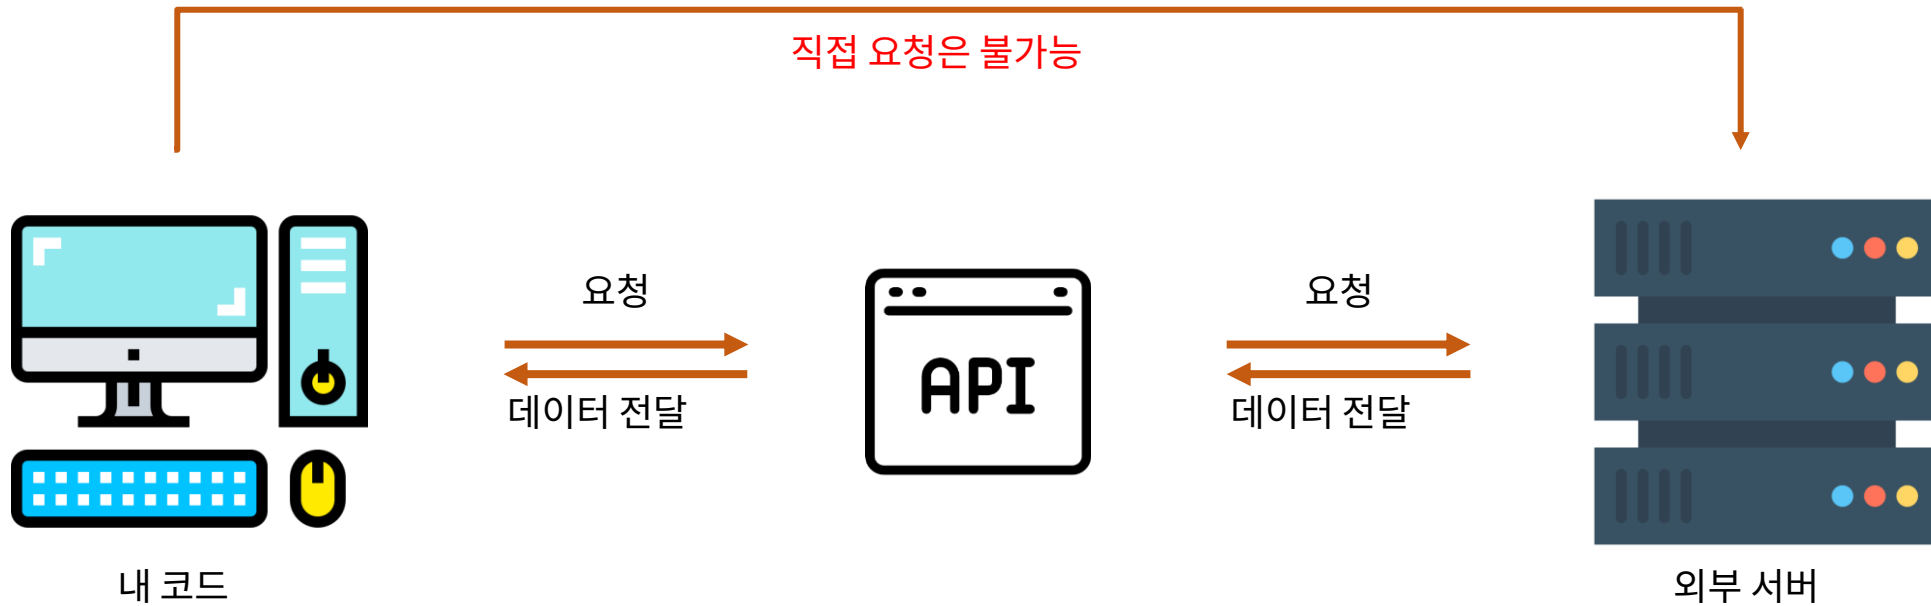 직접 요청은 불가능
요청
요청
API
데이터 전달
데이터 전달
내 코드
외부 서버